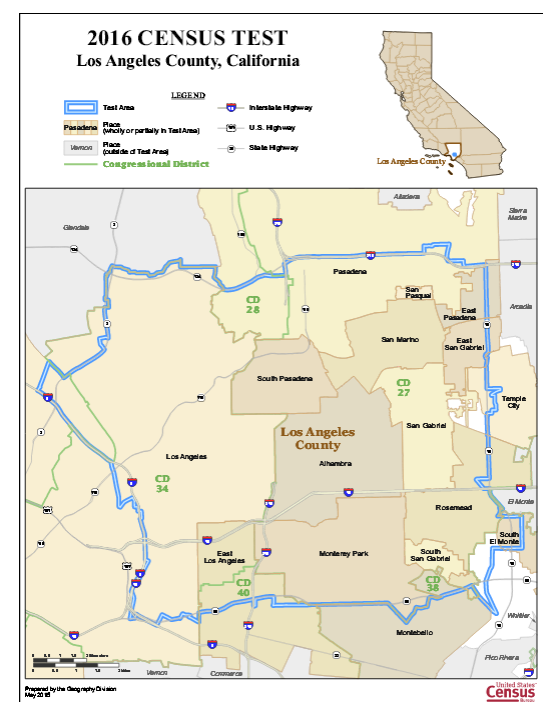 2016 CENSUS TEST
Los Angeles County, California
LEGEND
Test Area
Interstate Highway
Pasadena
Place
(wholly or partially in Test Area)
U.S. Highway
Vernon
Place
(outside of Test Area)
State Highway
Congressional District
Los Angeles County
Altadena
Sierra
Madre
Glendale
Pasadena
CD
28
San
Pasqual
Arcadia
East
Pasadena
San Marino
East
San Gabriel
South Pasadena
CD
27
Temple
City
San Gabriel
Los Angeles
County
Los Angeles
Alhambra
CD
34
El Monte
Rosemead
South
El Monte
East
Los Angeles
Monterey Park
South
San Gabriel
CD
40
CD
38
Whittier
Montebello
Pico Rivera
Vernon
Commerce
Prepared by the Geography Division
United States
Census
Bureau